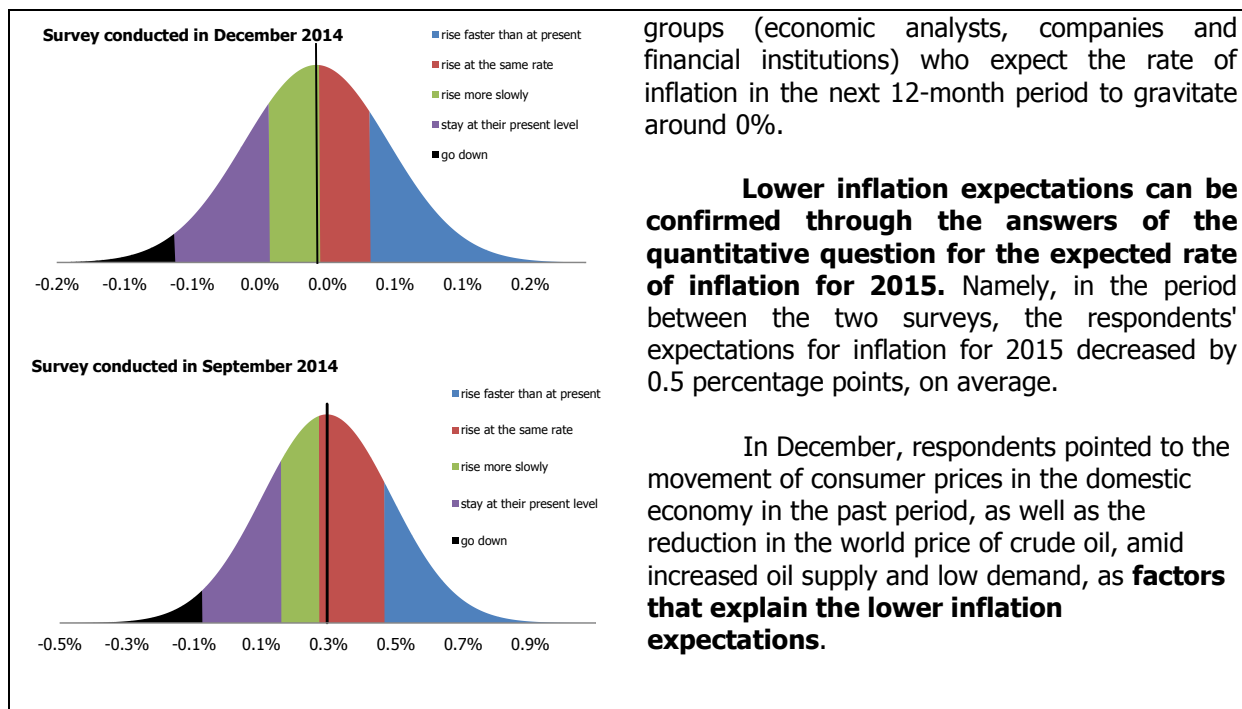 Survey conducted in December 2014
rise faster than at present
rise at the same rate
rise more slowly
stay at their present level
go down
-0.2% -0.1% -0.1% 0.0% 0.0% 0.1% 0.1% 0.2%
Survey conducted in September 2014
rise faster than at present
rise at the same rate
rise more slowly
stay at their present level
go down
-0.5% -0.3% -0.1% 0.1% 0.3% 0.5% 0.7% 0.9%
groups (economic analysts, companies and
financial institutions) who expect the rate of
inflation in the next 12-month period to gravitate
around 0%.
Lower inflation expectations can be
confirmed through the answers of the
quantitative question for the expected rate
of inflation for 2015. Namely, in the period
between the two surveys, the respondents'
expectations for inflation for 2015 decreased by
0.5 percentage points, on average.
In December, respondents pointed to the
movement of consumer prices in the domestic
economy in the past period, as well as the
reduction in the world price of crude oil, amid
increased oil supply and low demand, as factors
that explain the lower inflation
expectations.